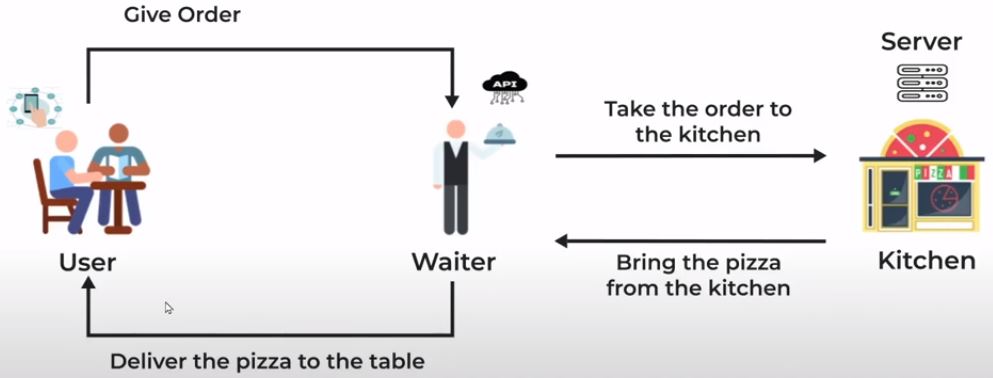 Give Order
Server
API
Take the order to
the kitchen
PIZZA
User
Waiter
Bring the pizza
from the kitchen
Kitchen
Deliver the pizza to the table